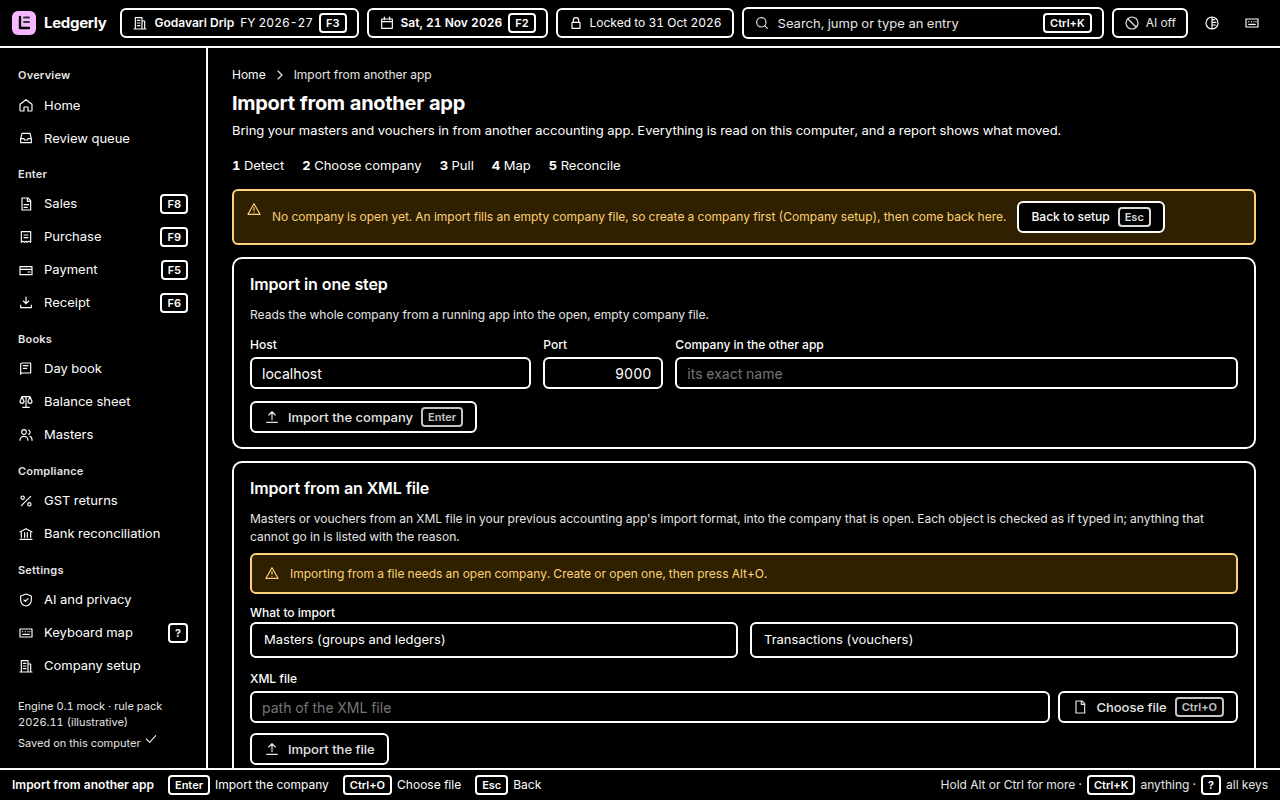 Ledgerly
Godavari Drip FY 2026-27 F3
Sat, 21 Nov 2026 F2
Locked to 31 Oct 2026
Search, jump or type an entry Ctrl+K
AI off
Overview
Home
Review queue
Enter
Sales F8
Purchase F9
Payment F5
Receipt F6
Books
Day book
Balance sheet
Masters
Compliance
GST returns
Bank reconciliation
Settings
AI and privacy
Keyboard map ?
Company setup
Engine 0.1 mock · rule pack
2026.11 (illustrative)
Saved on this computer
Home > Import from another app
Import from another app
Bring your masters and vouchers in from another accounting app. Everything is read on this computer, and a report shows what moved.
1 Detect 2 Choose company 3 Pull 4 Map 5 Reconcile
No company is open yet. An import fills an empty company file, so create a company first (Company setup), then come back here. Back to setup Esc
Import in one step
Reads the whole company from a running app into the open, empty company file.
Host Port Company in the other app
localhost 9000 its exact name
Import the company Enter
Import from an XML file
Masters or vouchers from an XML file in your previous accounting app's import format, into the company that is open. Each object is checked as if typed in; anything that
cannot go in is listed with the reason.
Importing from a file needs an open company. Create or open one, then press Alt+O.
What to import
Masters (groups and ledgers) Transactions (vouchers)
XML file
path of the XML file Choose file Ctrl+O
Import the file
Import from another app Enter Import the company Ctrl+O Choose file Esc Back
Hold Alt or Ctrl for more · Ctrl+K anything · ? all keys